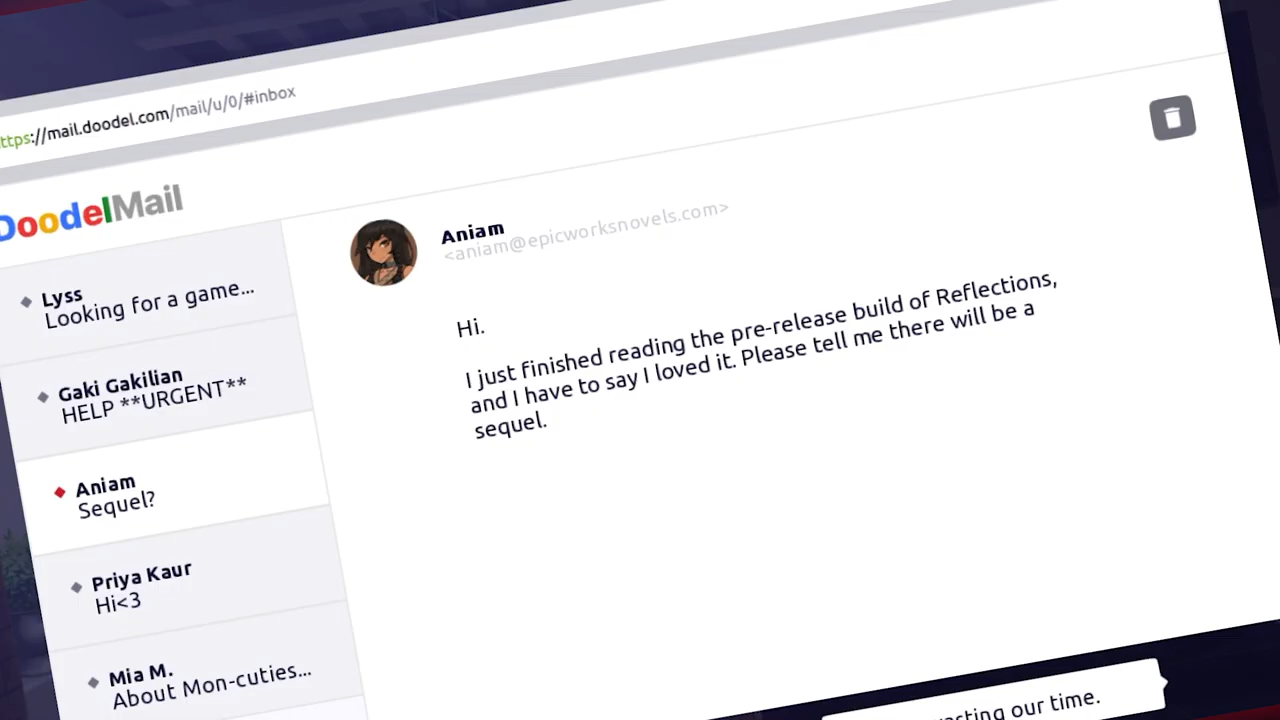 ttps://mail.doodel.com/mail/u/0/#inbox
DoodelMail
Lyss
Looking for a game...
Gaki Gakilian
HELP **URGENT**
Aniam
Sequel?
Priya Kaur
Hi<3
Mia M.
About Mon-cuties...
Aniam
<aniam@epicworksnovels.com>
Hi.
I just finished reading the pre-release build of Reflections,
and I have to say I loved it. Please tell me there will be a
sequel.
our time.